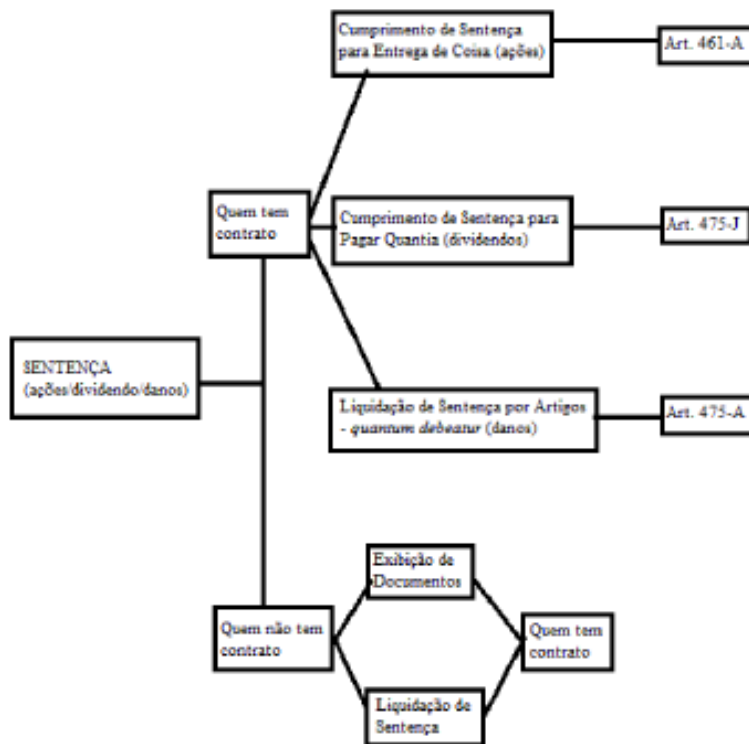 Cumprimento de Sentença
para Entrega de Coisa (ações)
Art. 461-A
Quem tem
contrato
Cumprimento de Sentença para
Pagar Quantia (dividendos)
Art. 475-J
SENTENÇA
(ações/dividendo/danos)
Liquidação de Sentença por Artigos
- quantum debeatur (danos)
Art. 475-A
Exibição de
Documentos
Quem não tem
contrato
Quem tem
contrato
Liquidação de
Sentença